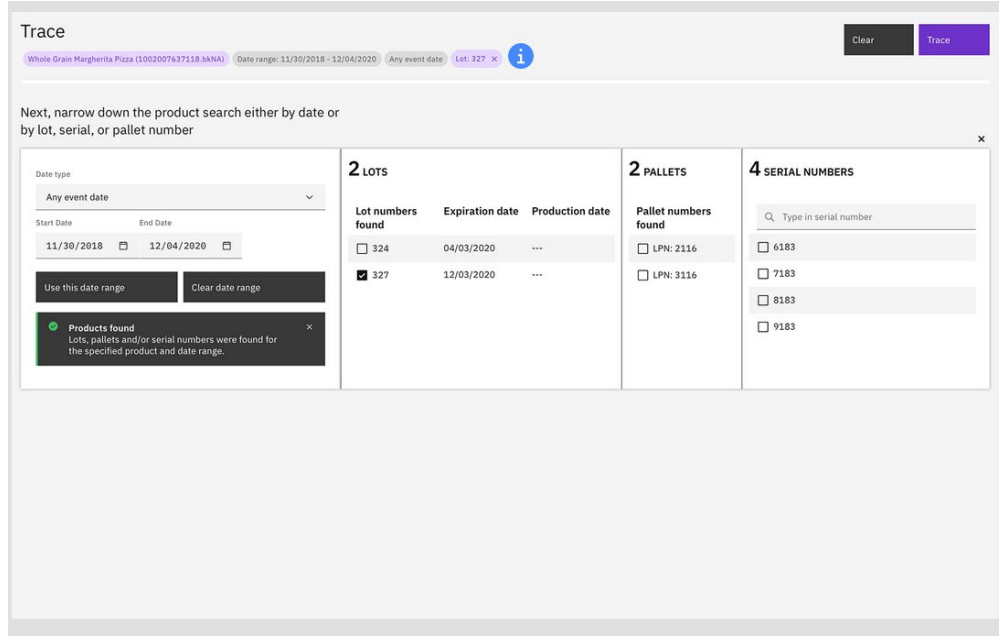 Trace
Clear
Trace
Whole Grain Margherita Pizza (1002007637118.bkNA) Date range: 11/30/2018 - 12/04/2020 Any event date Lot: 327 ×
i
Next, narrow down the product search either by date or
by lot, serial, or pallet number
×
Date type
Any event date
Start Date End Date
11/30/2018 12/04/2020
Use this date range Clear date range
Products found ×
Lots, pallets and/or serial numbers were found for
the specified product and date range.
2 LOTS
Lot numbers found Expiration date Production date
324 04/03/2020 ---
327 12/03/2020 ---
2 PALLETS
Pallet numbers
found
LPN: 2116
LPN: 3116
4 SERIAL NUMBERS
Type in serial number
6183
7183
8183
9183